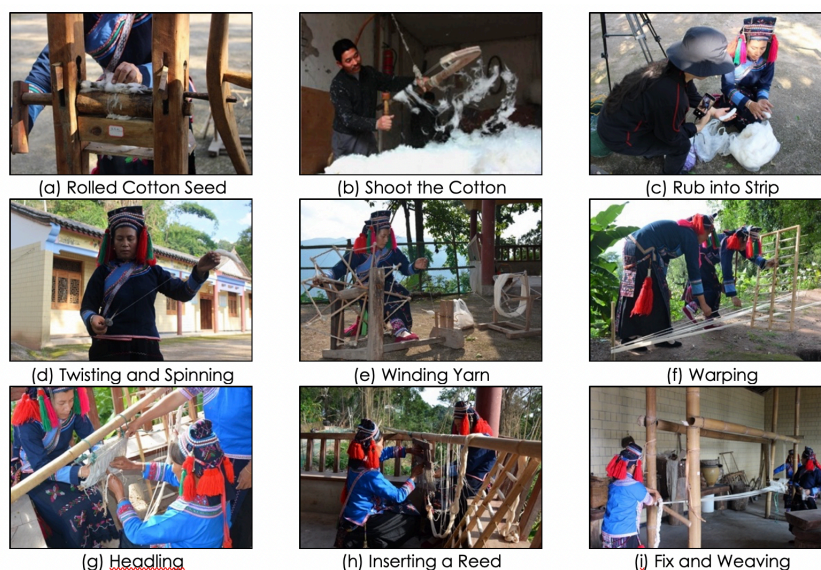 (a) Rolled Cotton Seed
(b) Shoot the Cotton
(c) Rub into Strip
(d) Twisting and Spinning
(e) Winding Yarn
(f) Warping
(g) Headling
(h) Inserting a Reed
(i) Fix and Weaving